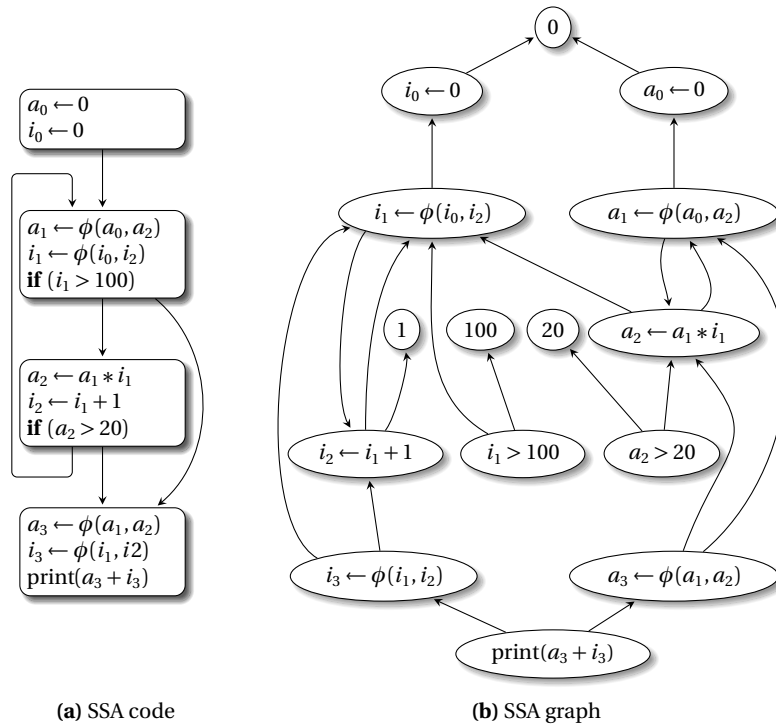 a₀ ← 0
i₀ ← 0
a₁ ← ϕ(a₀, a₂)
i₁ ← ϕ(i₀, i₂)
if (i₁ > 100)
a₂ ← a₁ * i₁
i₂ ← i₁ + 1
if (a₂ > 20)
a₃ ← ϕ(a₁, a₂)
i₃ ← ϕ(i₁, i2)
print(a₃ + i₃)
(a) SSA code
0
i₀ ← 0
a₀ ← 0
i₁ ← ϕ(i₀, i₂)
a₁ ← ϕ(a₀, a₂)
1
100
20
a₂ ← a₁ * i₁
i₂ ← i₁ + 1
i₁ > 100
a₂ > 20
i₃ ← ϕ(i₁, i₂)
a₃ ← ϕ(a₁, a₂)
print(a₃ + i₃)
(b) SSA graph